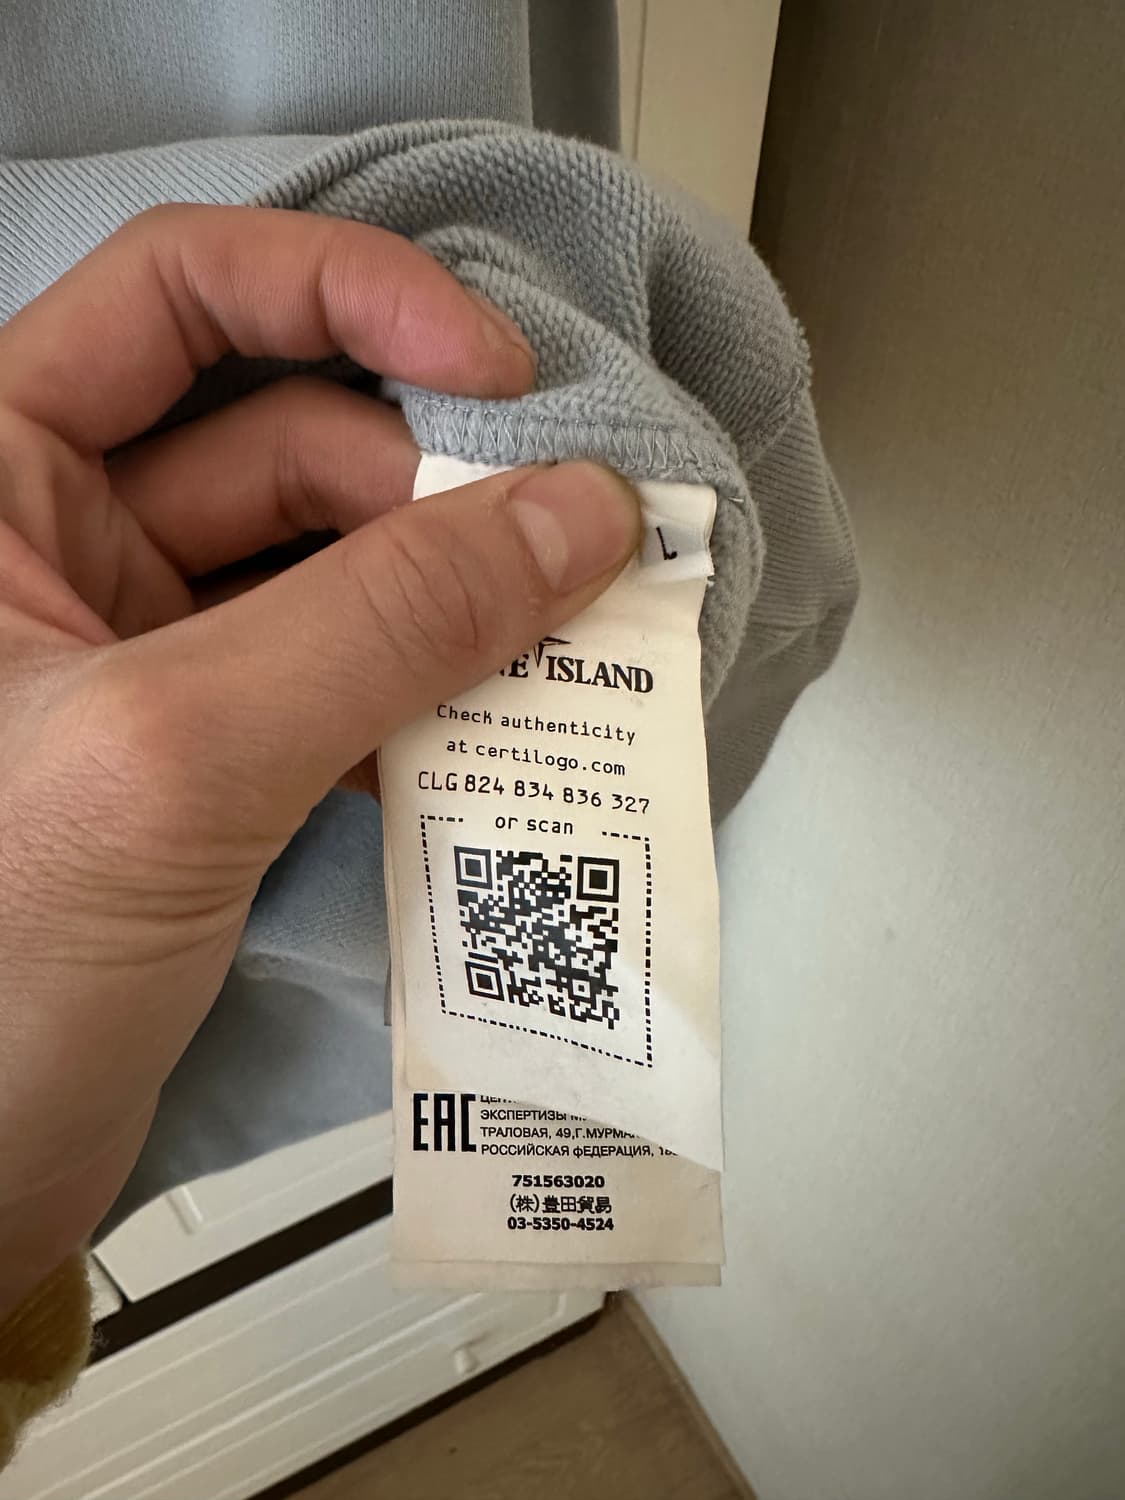 L
ISLAND
Check authenticity
at certilogo.com
CLG 824 834 836 327
or scan
EAC
ЭКСПЕРТИЗЫ
ТРАЛОВАЯ, 49,Г.
РОССИЙСКАЯ ФЕДЕРАЦИЯ,
751563020
(株)豊田貿易
03-5350-4524